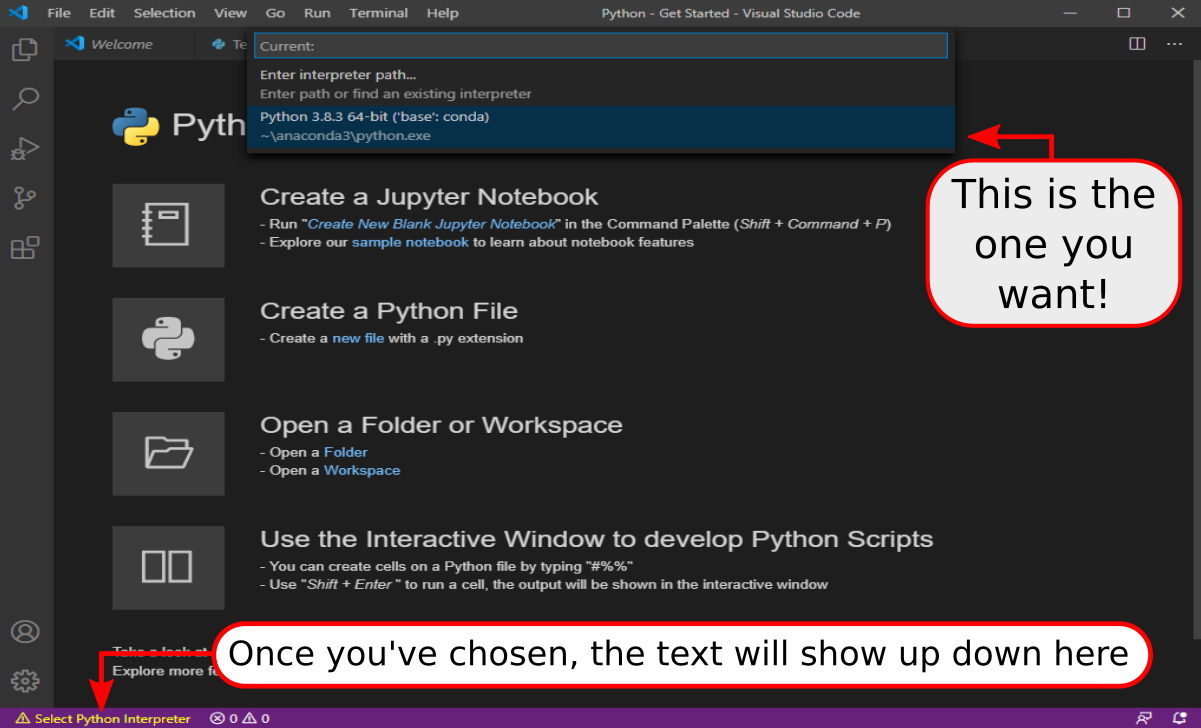 File Edit Selection View Go Run Terminal Help Python - Get Started - Visual Studio Code
Welcome
Current:
Enter interpreter path...
Enter path or find an existing interpreter
Python 3.8.3 64-bit ('base': conda)
~\anaconda3\python.exe
This is the
one you
want!
Create a Jupyter Notebook
- Run "Create New Blank Jupyter Notebook" in the Command Palette (Shift + Command + P)
- Explore our sample notebook to learn about notebook features
Create a Python File
- Create a new file with a .py extension
Open a Folder or Workspace
- Open a Folder
- Open a Workspace
Use the Interactive Window to develop Python Scripts
- You can create cells on a Python file by typing "#%%"
- Use "Shift + Enter " to run a cell, the output will be shown in the interactive window
Take a look at
Once you've chosen, the text will show up down here
Explore more
Select Python Interpreter 0 0